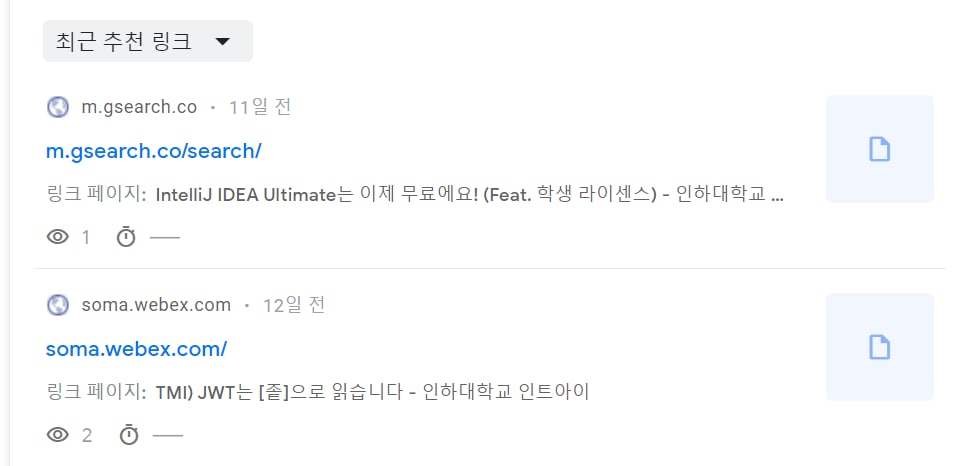 최근 추천 링크
m.gsearch.co · 11일 전
m.gsearch.co/search/
링크 페이지: IntelliJ IDEA Ultimate는 이제 무료에요! (Feat. 학생 라이센스) - 인하대학교 ...
1 —
soma.webex.com · 12일 전
soma.webex.com/
링크 페이지: TMI) JWT는 [좉]으로 읽습니다 - 인하대학교 인트아이
2 —